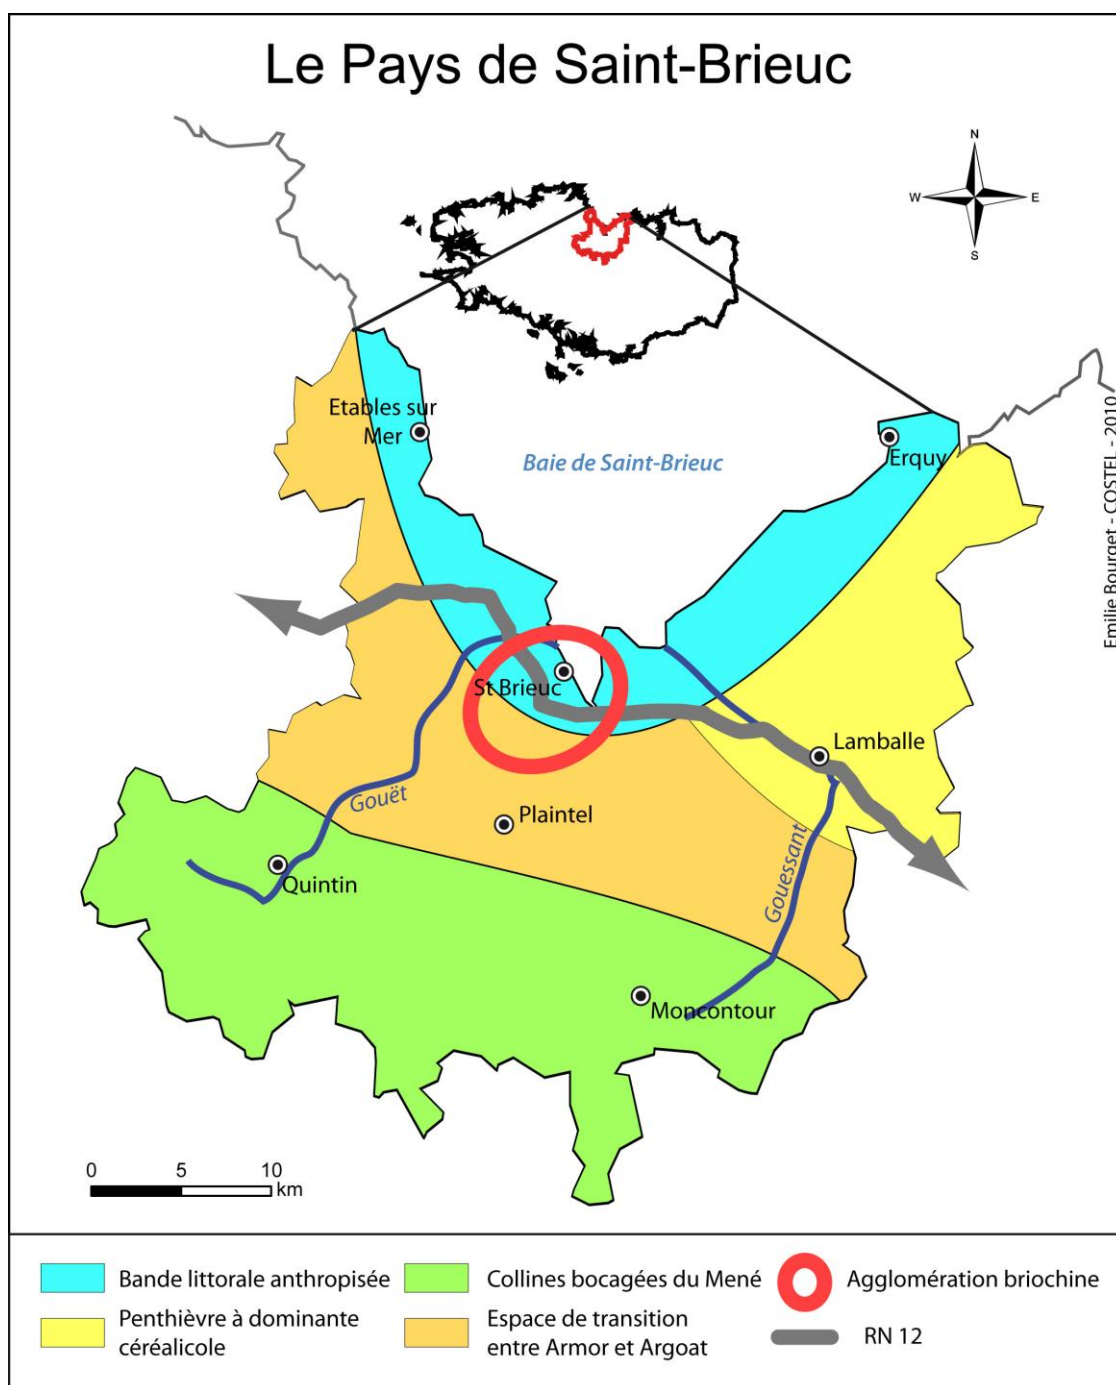 Le Pays de Saint-Brieuc
N
W
E
S
Etables sur
Mer
Baie de Saint-Brieuc
Erquy
Emilie Bourget - COSTEL - 2010
St Brieuc
Lamballe
Gouët
Plaintel
Gouessant
Quintin
Moncontour
0 5 10
km
Bande littorale anthropisée
Collines bocagées du Mené
Agglomération briochine
Penthièvre à dominante
céréalicole
Espace de transition
entre Armor et Argoat
RN 12